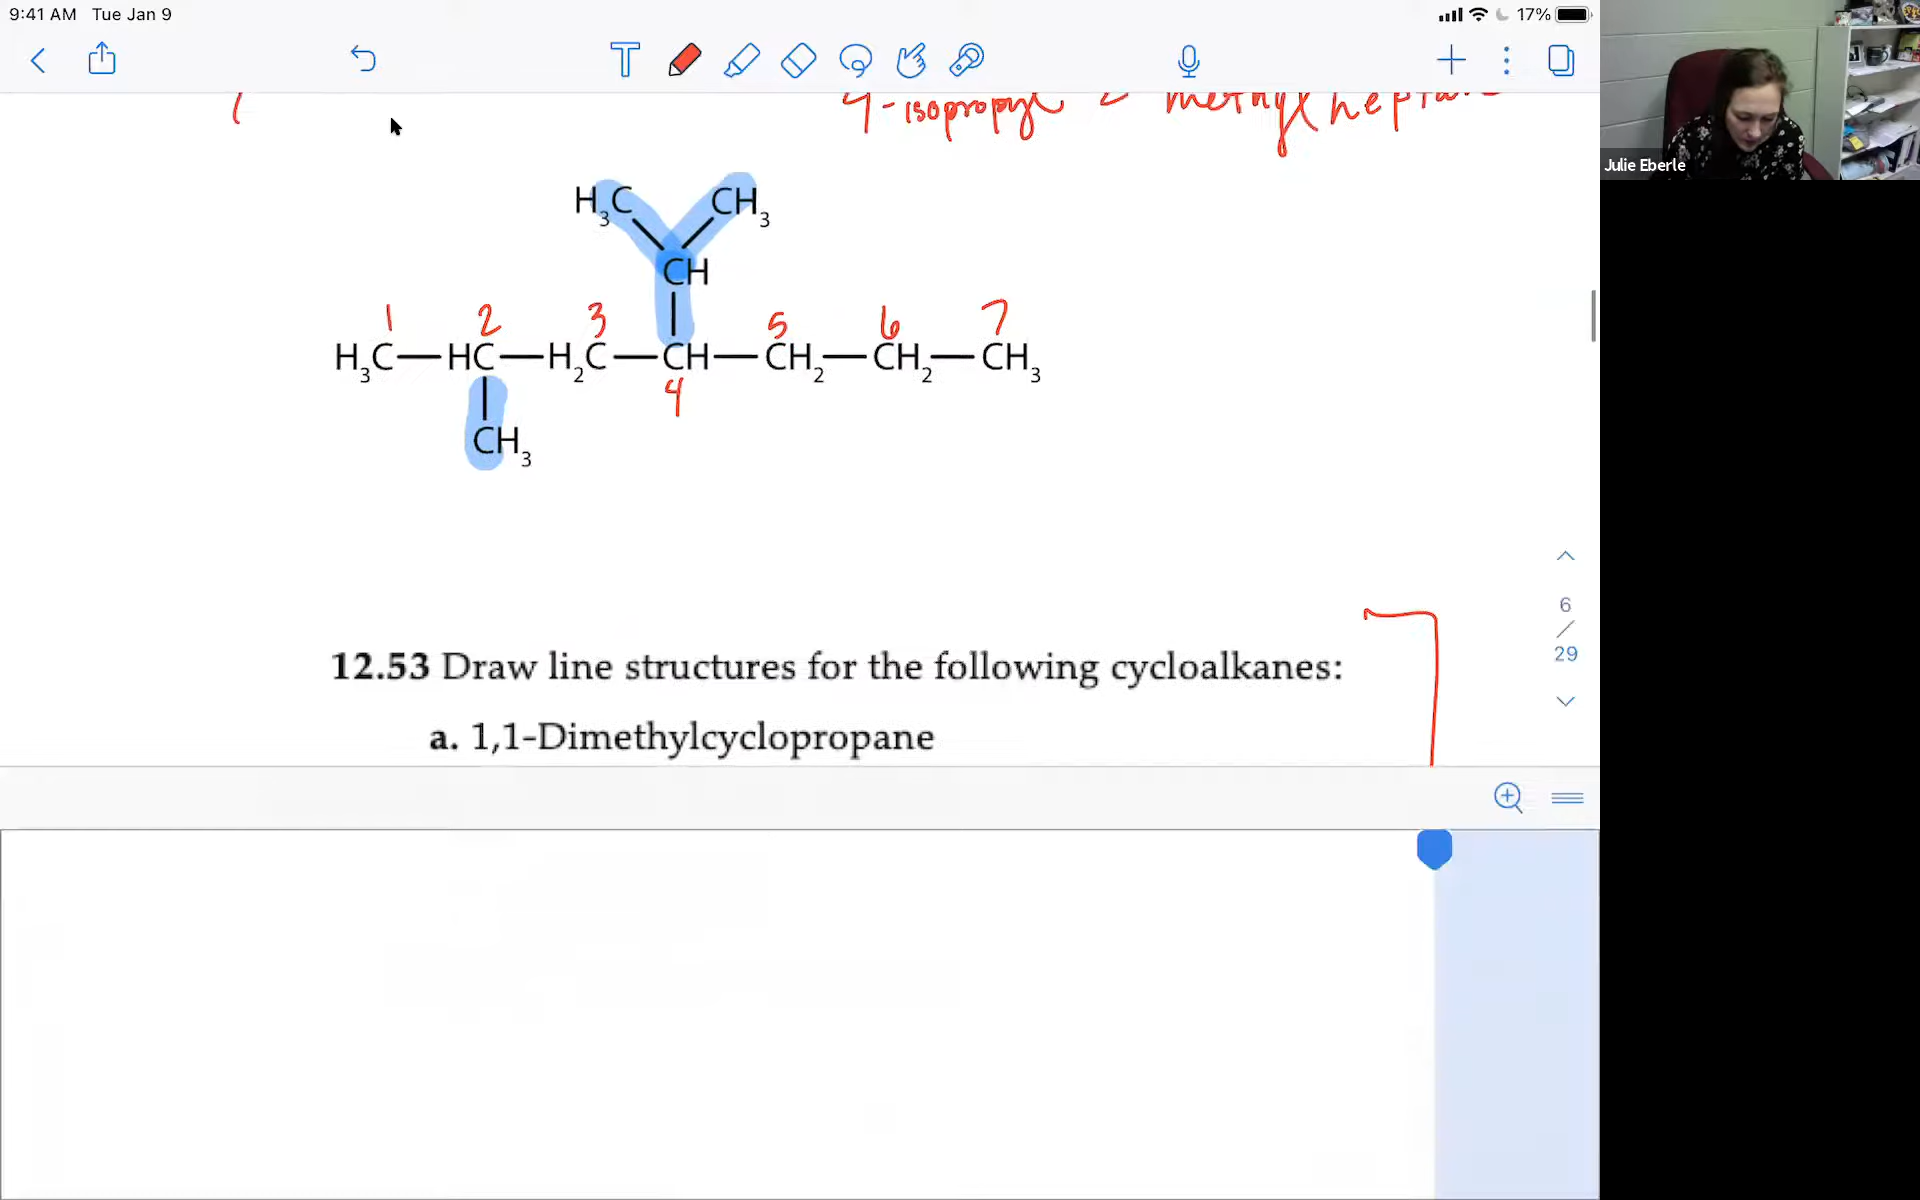 9:41 AM Tue Jan 9
17%
4-isopropyl 2 methyl heptane
H3C CH3
CH
1 2 3 5 6 7
H3C—HC—H2C—CH—CH2—CH2—CH3
4
CH3
6
/
29
12.53 Draw line structures for the following cycloalkanes:
a. 1,1-Dimethylcyclopropane
Julie Eberle